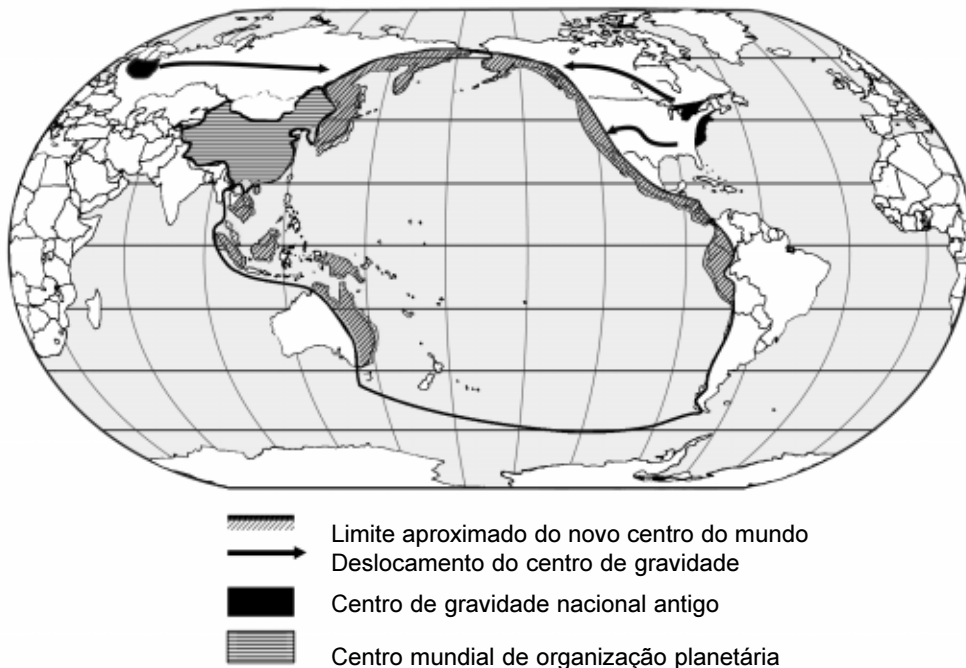 Limite aproximado do novo centro do mundo
Deslocamento do centro de gravidade
Centro de gravidade nacional antigo
Centro mundial de organização planetária